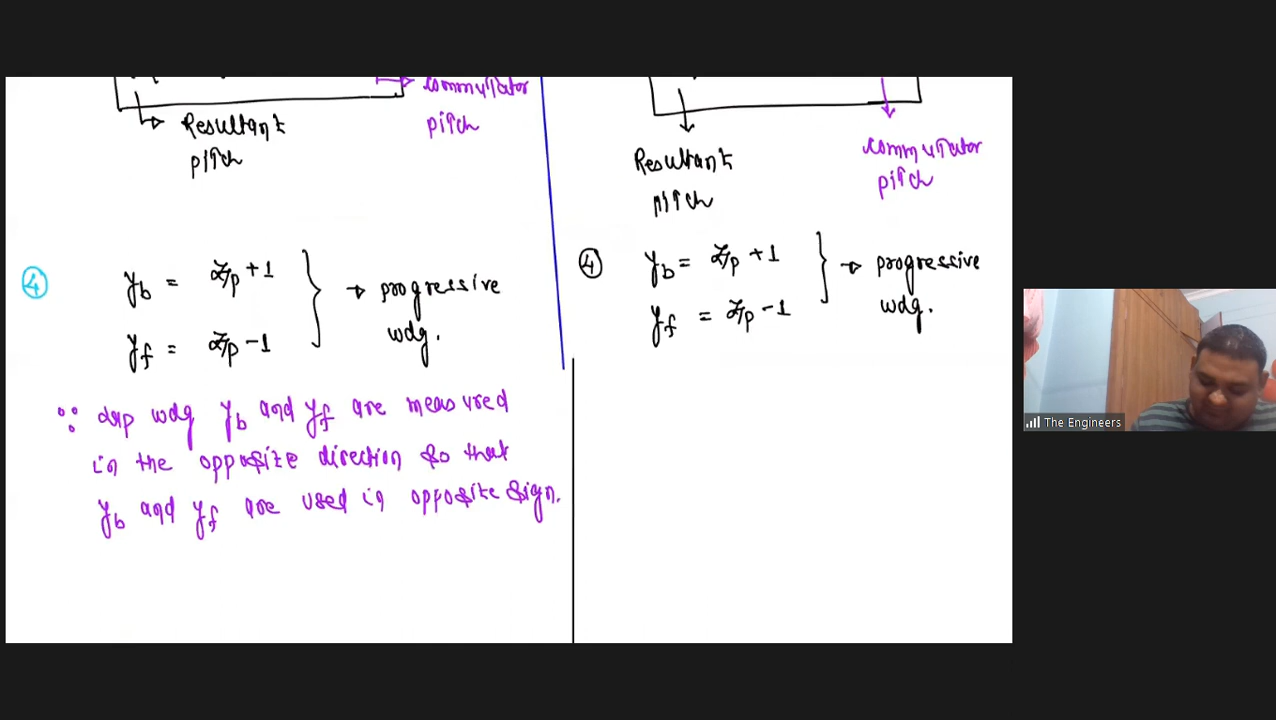 commutator
pitch
Resultant
pitch
4
yb = Z/p + 1
yf = Z/p - 1
→ progressive
wdg.
∵ Lap wdg yb and yf are measured
in the opposite direction so that
yb and yf are used in opposite sign.
Resultant
pitch
commutator
pitch
4
yb = Z/p + 1
yf = Z/p - 1
→ progressive
wdg.
The Engineers